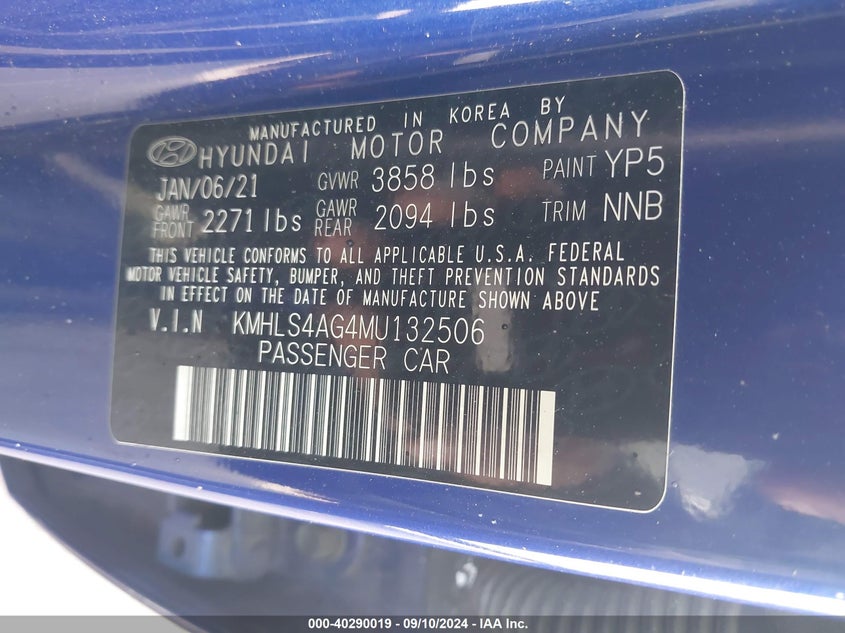 MANUFACTURED IN KOREA BY
HYUNDAI MOTOR COMPANY
JAN/06/21 GVWR 3858 lbs PAINT YP5
GAWR FRONT 2271 lbs GAWR REAR 2094 lbs TRIM NNB
THIS VEHICLE CONFORMS TO ALL APPLICABLE U.S.A. FEDERAL
MOTOR VEHICLE SAFETY, BUMPER, AND THEFT PREVENTION STANDARDS
IN EFFECT ON THE DATE OF MANUFACTURE SHOWN ABOVE
V.I.N KMHLS4AG4MU132506
PASSENGER CAR
000-40290019 - 09/10/2024 - IAA Inc.